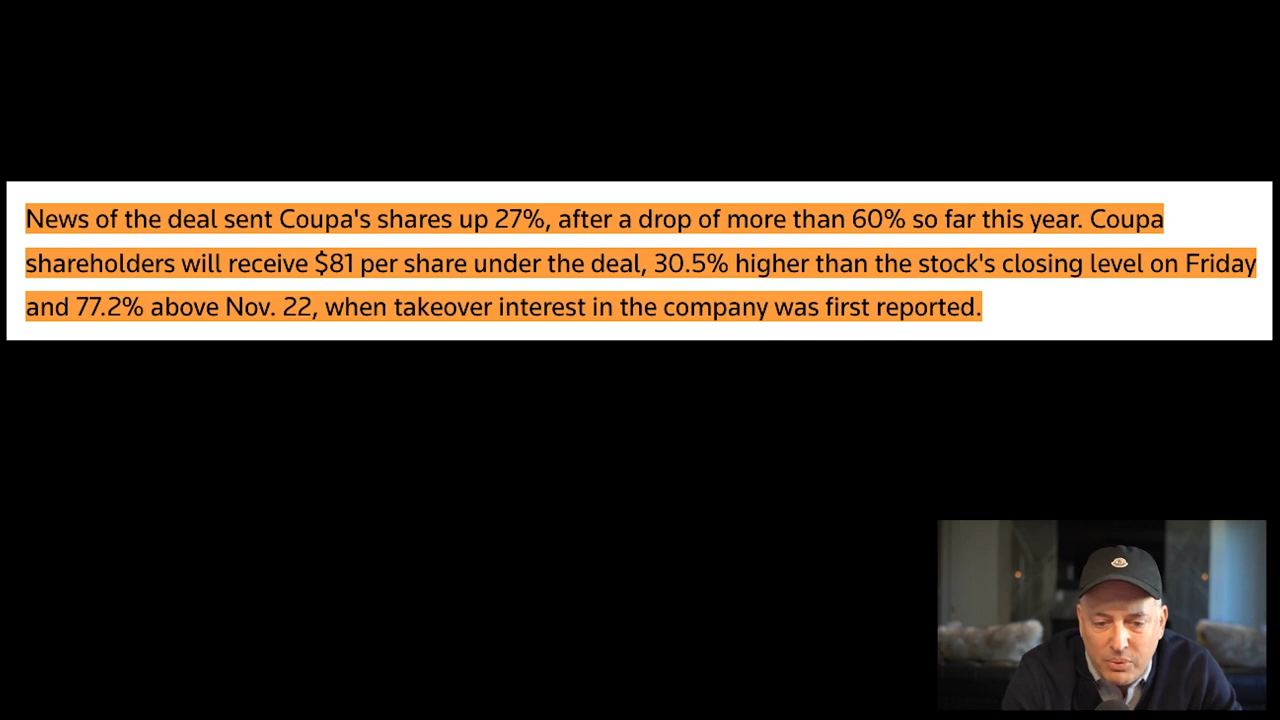 News of the deal sent Coupa's shares up 27%, after a drop of more than 60% so far this year. Coupa
shareholders will receive $81 per share under the deal, 30.5% higher than the stock's closing level on Friday
and 77.2% above Nov. 22, when takeover interest in the company was first reported.